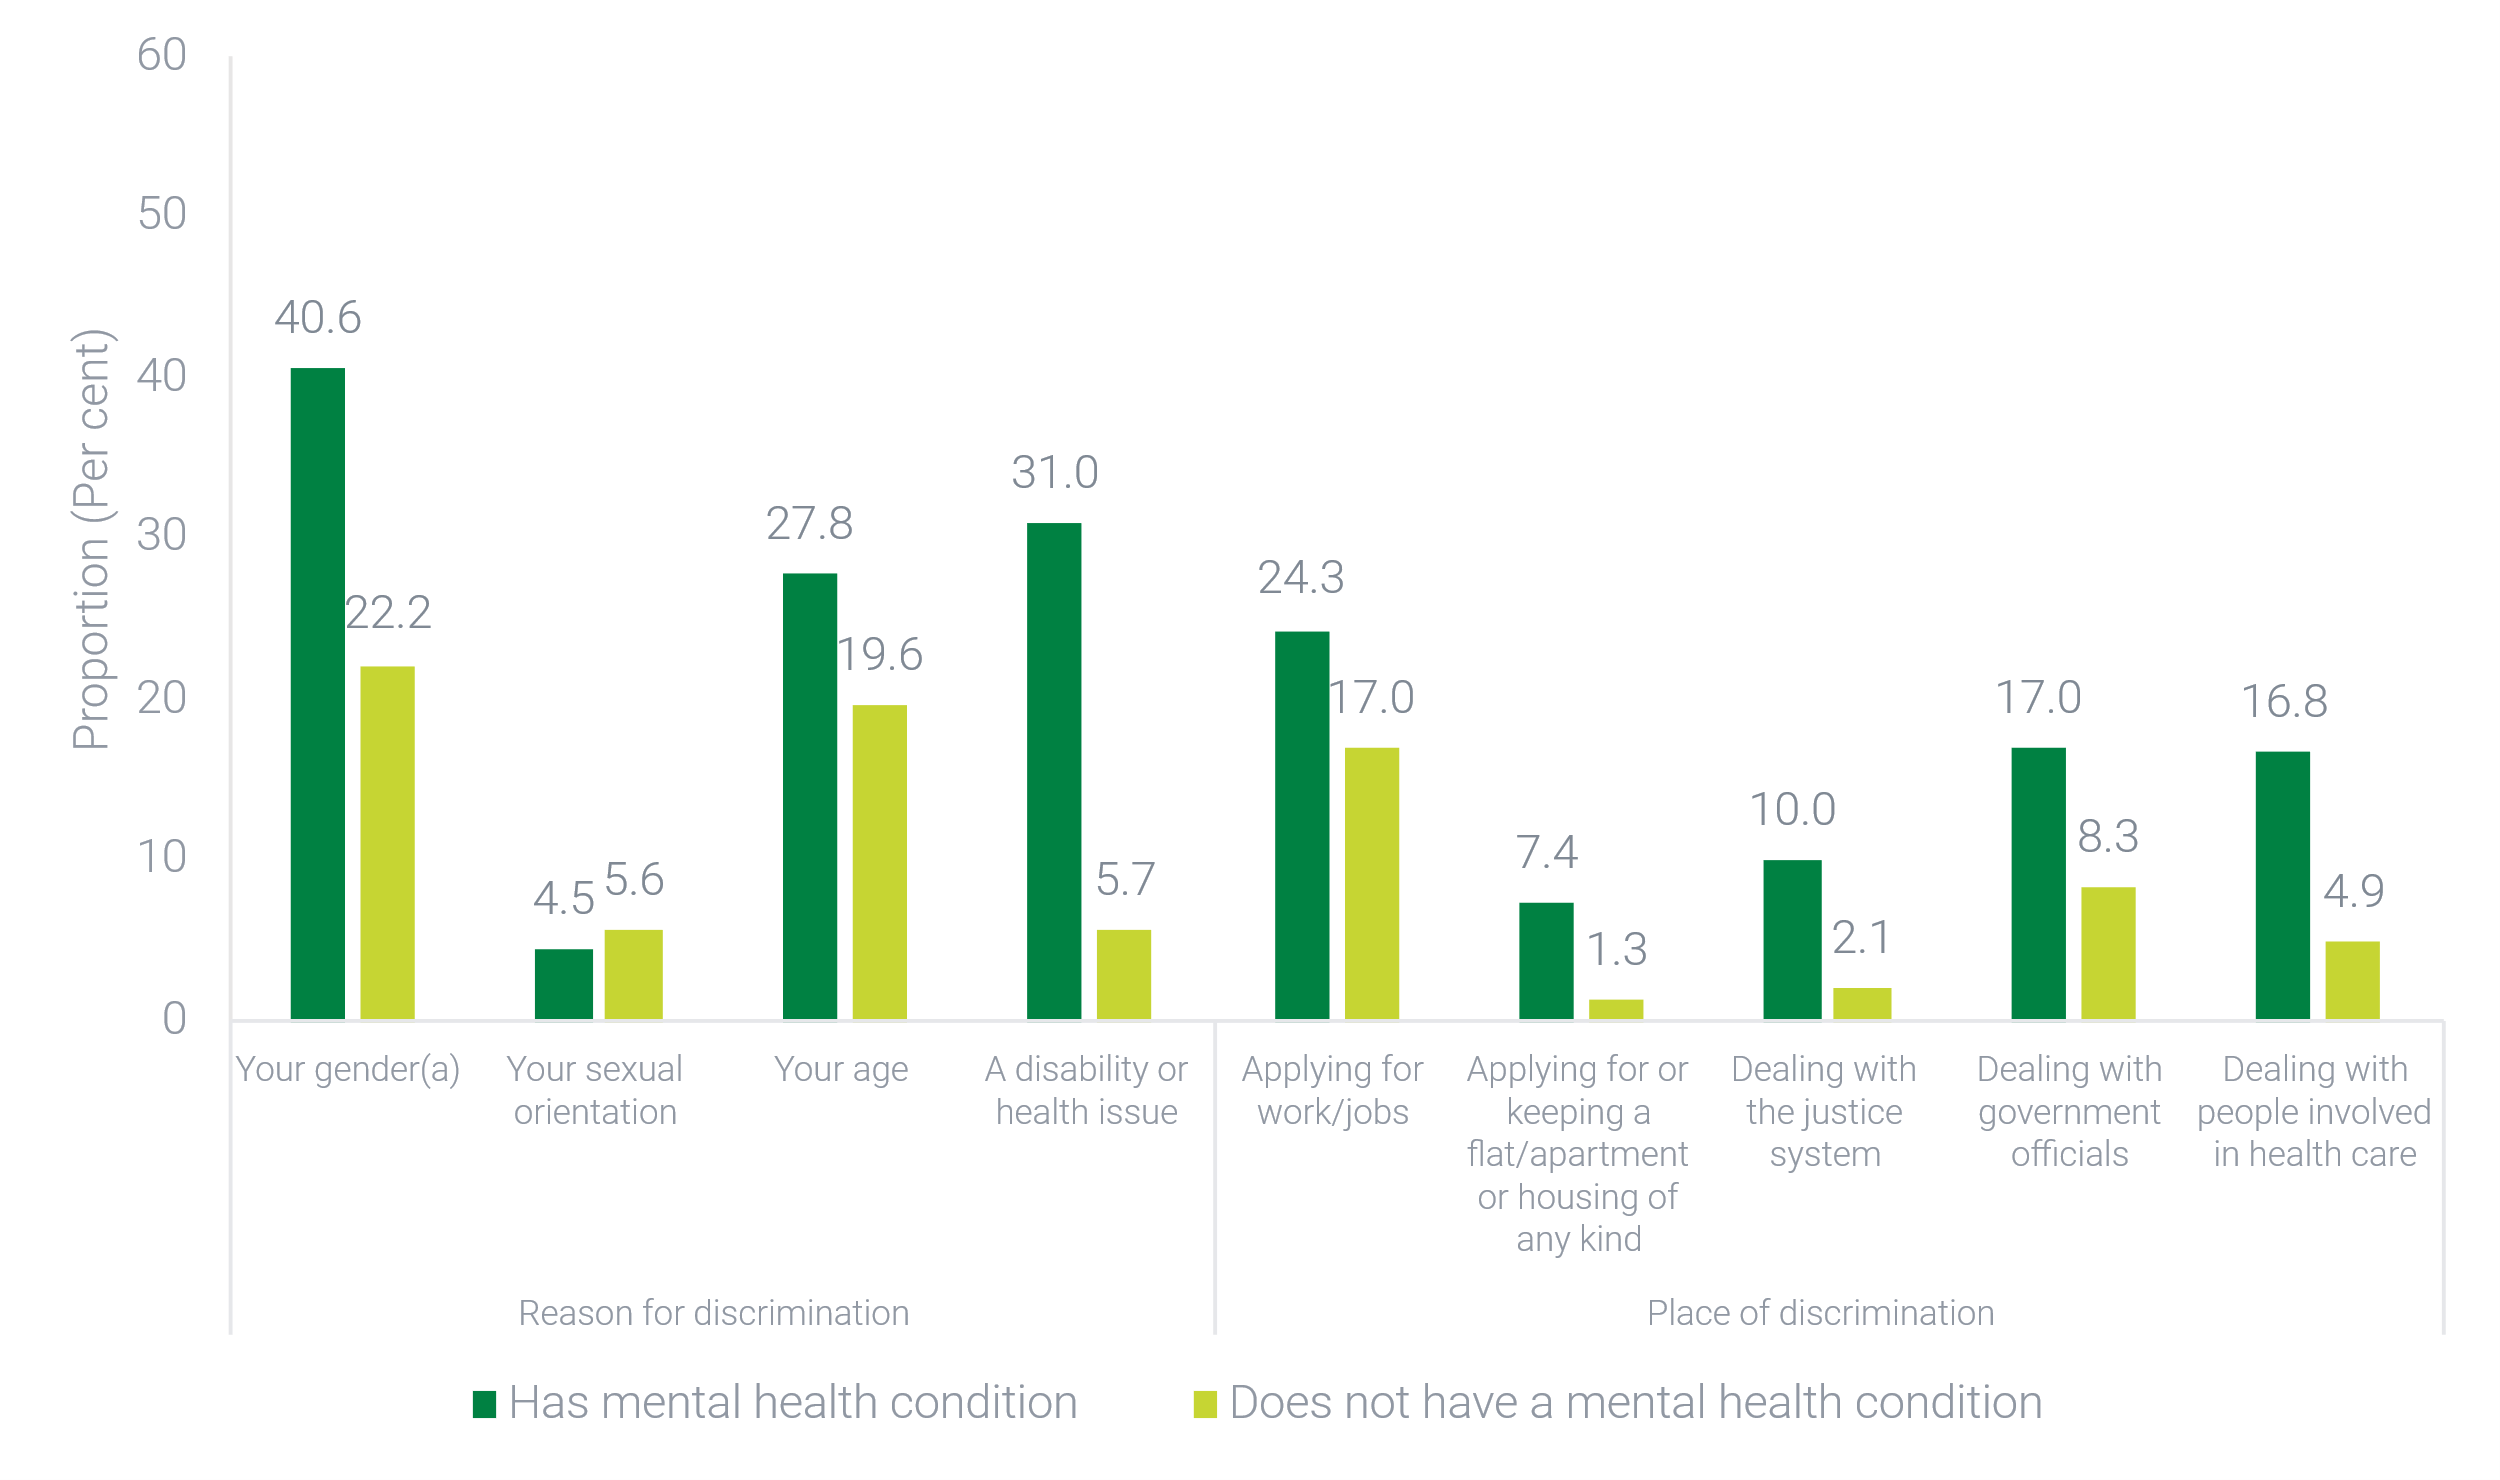 Proportion (Per cent)
60
50
40
30
20
10
0
40.6
22.2
4.5
5.6
27.8
19.6
31.0
5.7
24.3
17.0
7.4
1.3
10.0
2.1
17.0
8.3
16.8
4.9
Your gender(a)
Your sexual
orientation
Your age
A disability or
health issue
Applying for
work/jobs
Applying for or
keeping a
flat/apartment
or housing of
any kind
Dealing with
the justice
system
Dealing with
government
officials
Dealing with
people involved
in health care
Reason for discrimination
Place of discrimination
Has mental health condition
Does not have a mental health condition